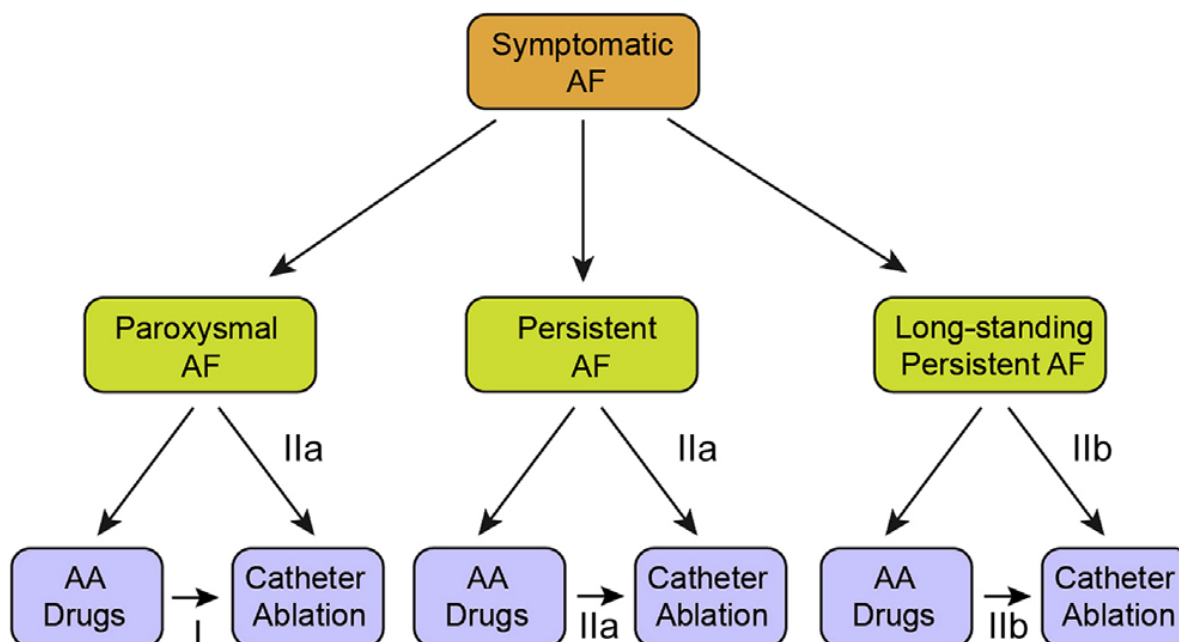 Symptomatic
AF
Paroxysmal
AF
Persistent
AF
Long-standing
Persistent AF
IIa
IIa
IIb
AA
Drugs
I
Catheter
Ablation
AA
Drugs
IIa
Catheter
Ablation
AA
Drugs
IIb
Catheter
Ablation